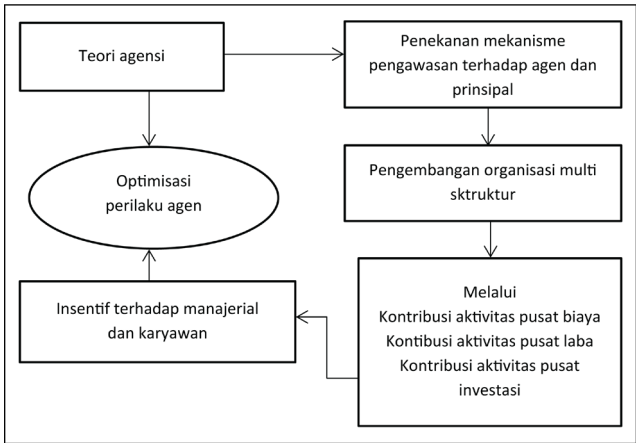 Teori agensi
Penekanan mekanisme
pengawasan terhadap agen dan
prinsipal
Optimisasi
perilaku agen
Pengembangan organisasi multi
sktruktur
Insentif terhadap manajerial
dan karyawan
Melalui
Kontribusi aktivitas pusat biaya
Kontibusi aktivitas pusat laba
Kontribusi aktivitas pusat
investasi